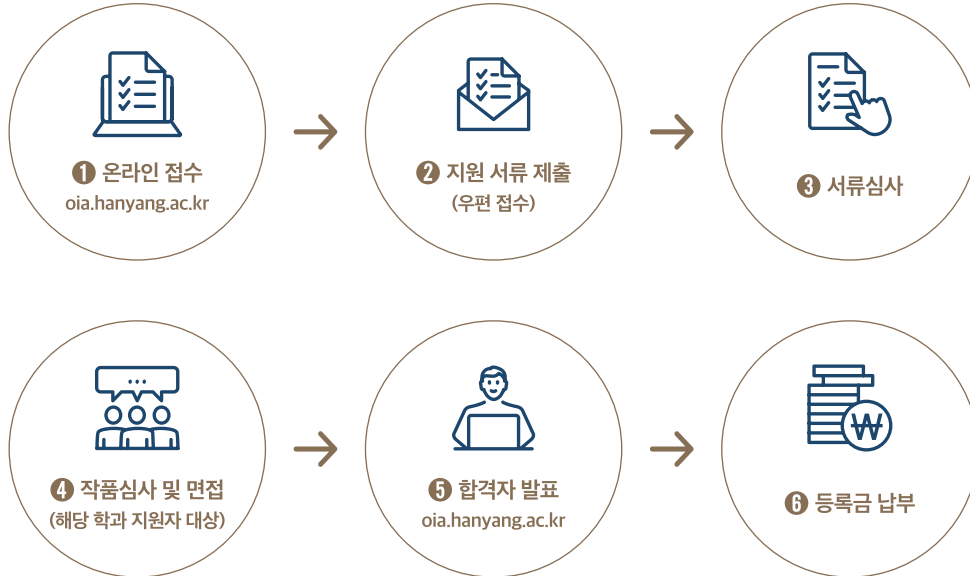 ❶ 온라인 접수
oia.hanyang.ac.kr
❷ 지원 서류 제출
(우편 접수)
❸ 서류심사
❹ 작품심사 및 면접
(해당 학과 지원자 대상)
❺ 합격자 발표
oia.hanyang.ac.kr
❻ 등록금 납부
₩